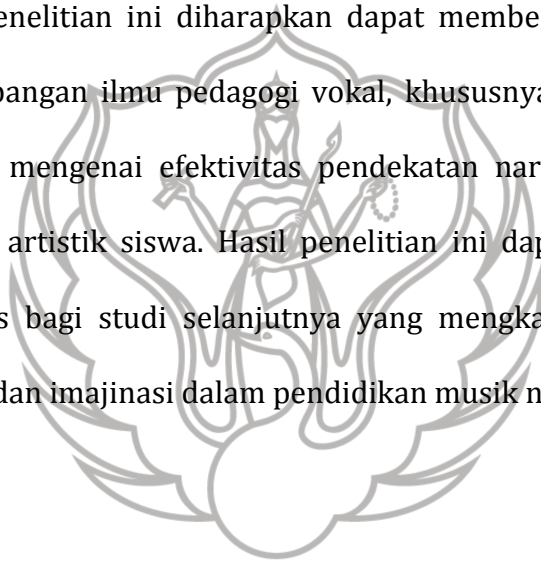 enelitian ini diharapkan dapat membe
bangan ilmu pedagogi vokal, khususnya
mengenai efektivitas pendekatan nar
artistik siswa. Hasil penelitian ini dap
s bagi studi selanjutnya yang mengka
dan imajinasi dalam pendidikan musik n